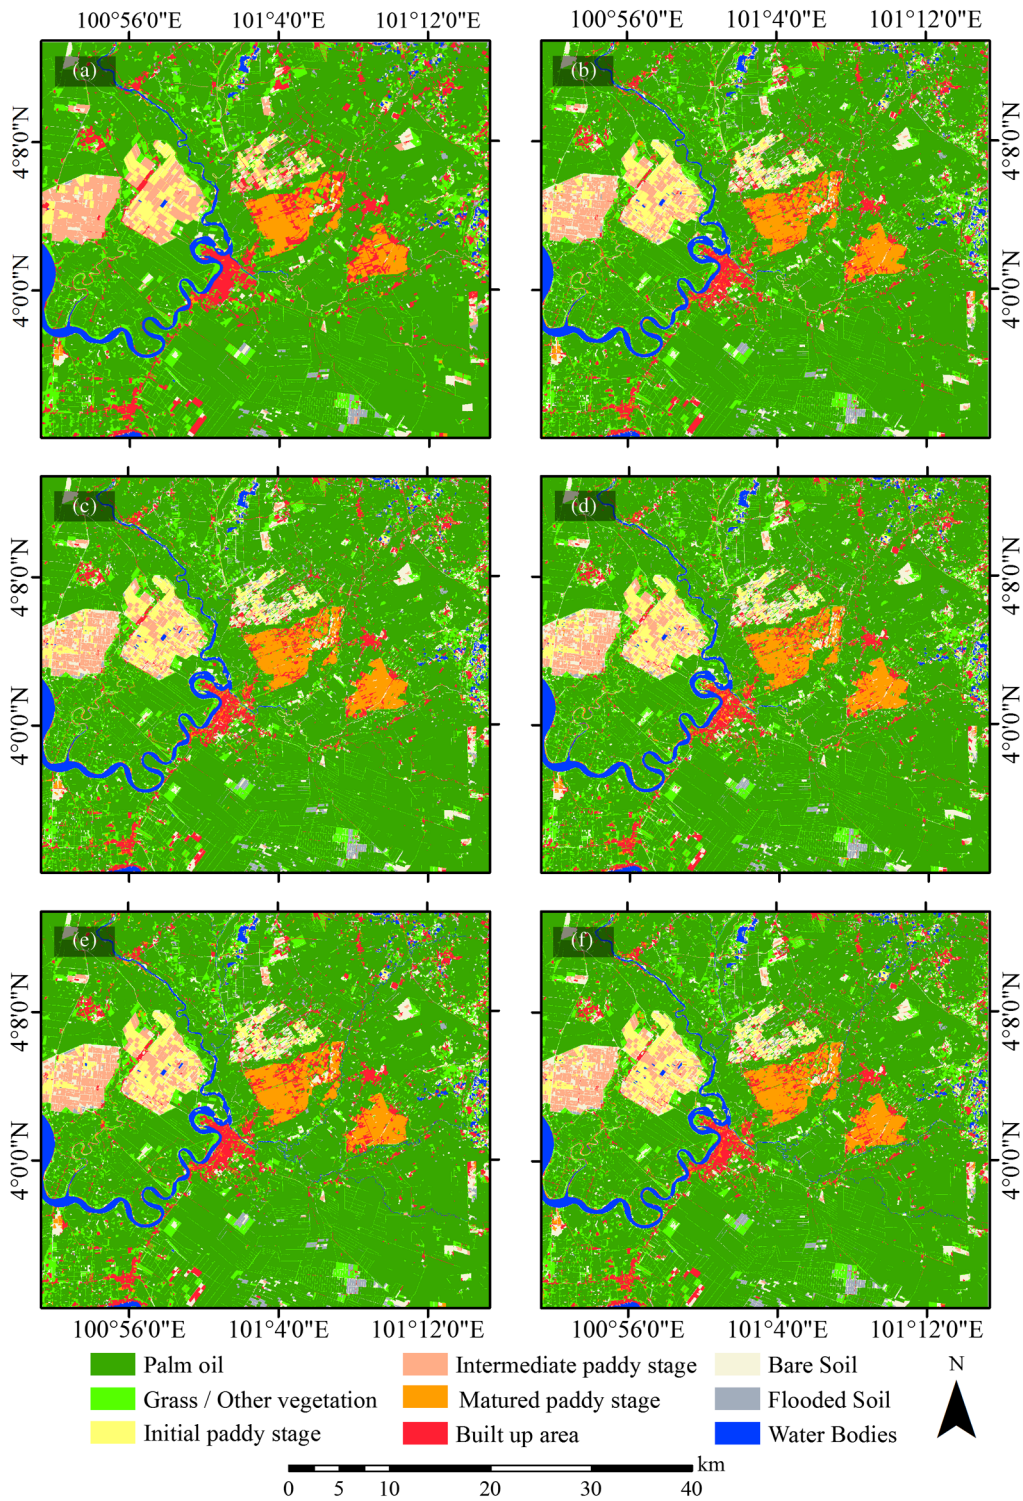 100°56'0"E 101°4'0"E 101°12'0"E 100°56'0"E 101°4'0"E 101°12'0"E
(a) (b)
4°8'0"N 4°8'0"N
4°0'0"N 4°0'0"N
(c) (d)
4°8'0"N 4°8'0"N
4°0'0"N 4°0'0"N
(e) (f)
4°8'0"N 4°8'0"N
4°0'0"N 4°0'0"N
100°56'0"E 101°4'0"E 101°12'0"E 100°56'0"E 101°4'0"E 101°12'0"E
Palm oil Intermediate paddy stage Bare Soil N
Grass / Other vegetation Matured paddy stage Flooded Soil
Initial paddy stage Built up area Water Bodies
km
0 5 10 20 30 40